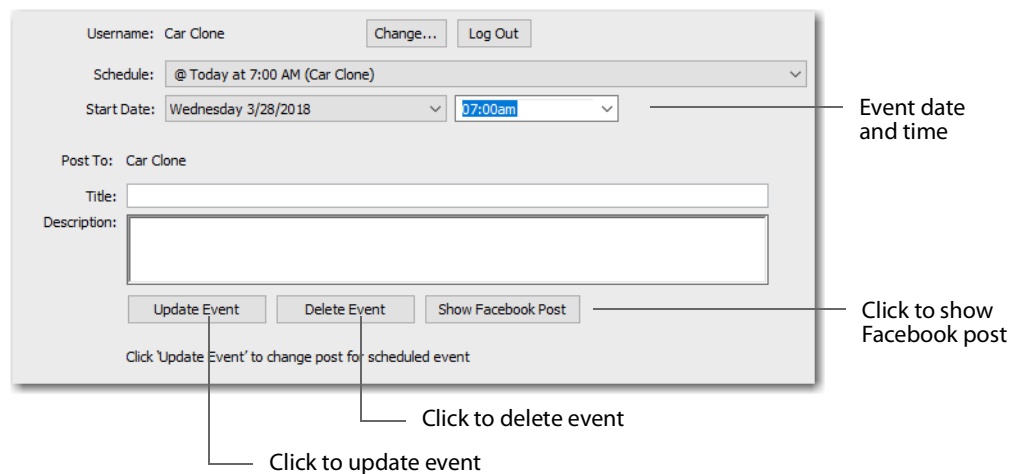 Username: Car Clone Change... Log Out
Schedule: @ Today at 7:00 AM (Car Clone)
Start Date: Wednesday 3/28/2018 07:00am
Event date
and time
Post To: Car Clone
Title:
Description:
Update Event Delete Event Show Facebook Post
Click to show
Facebook post
Click 'Update Event' to change post for scheduled event
Click to delete event
Click to update event